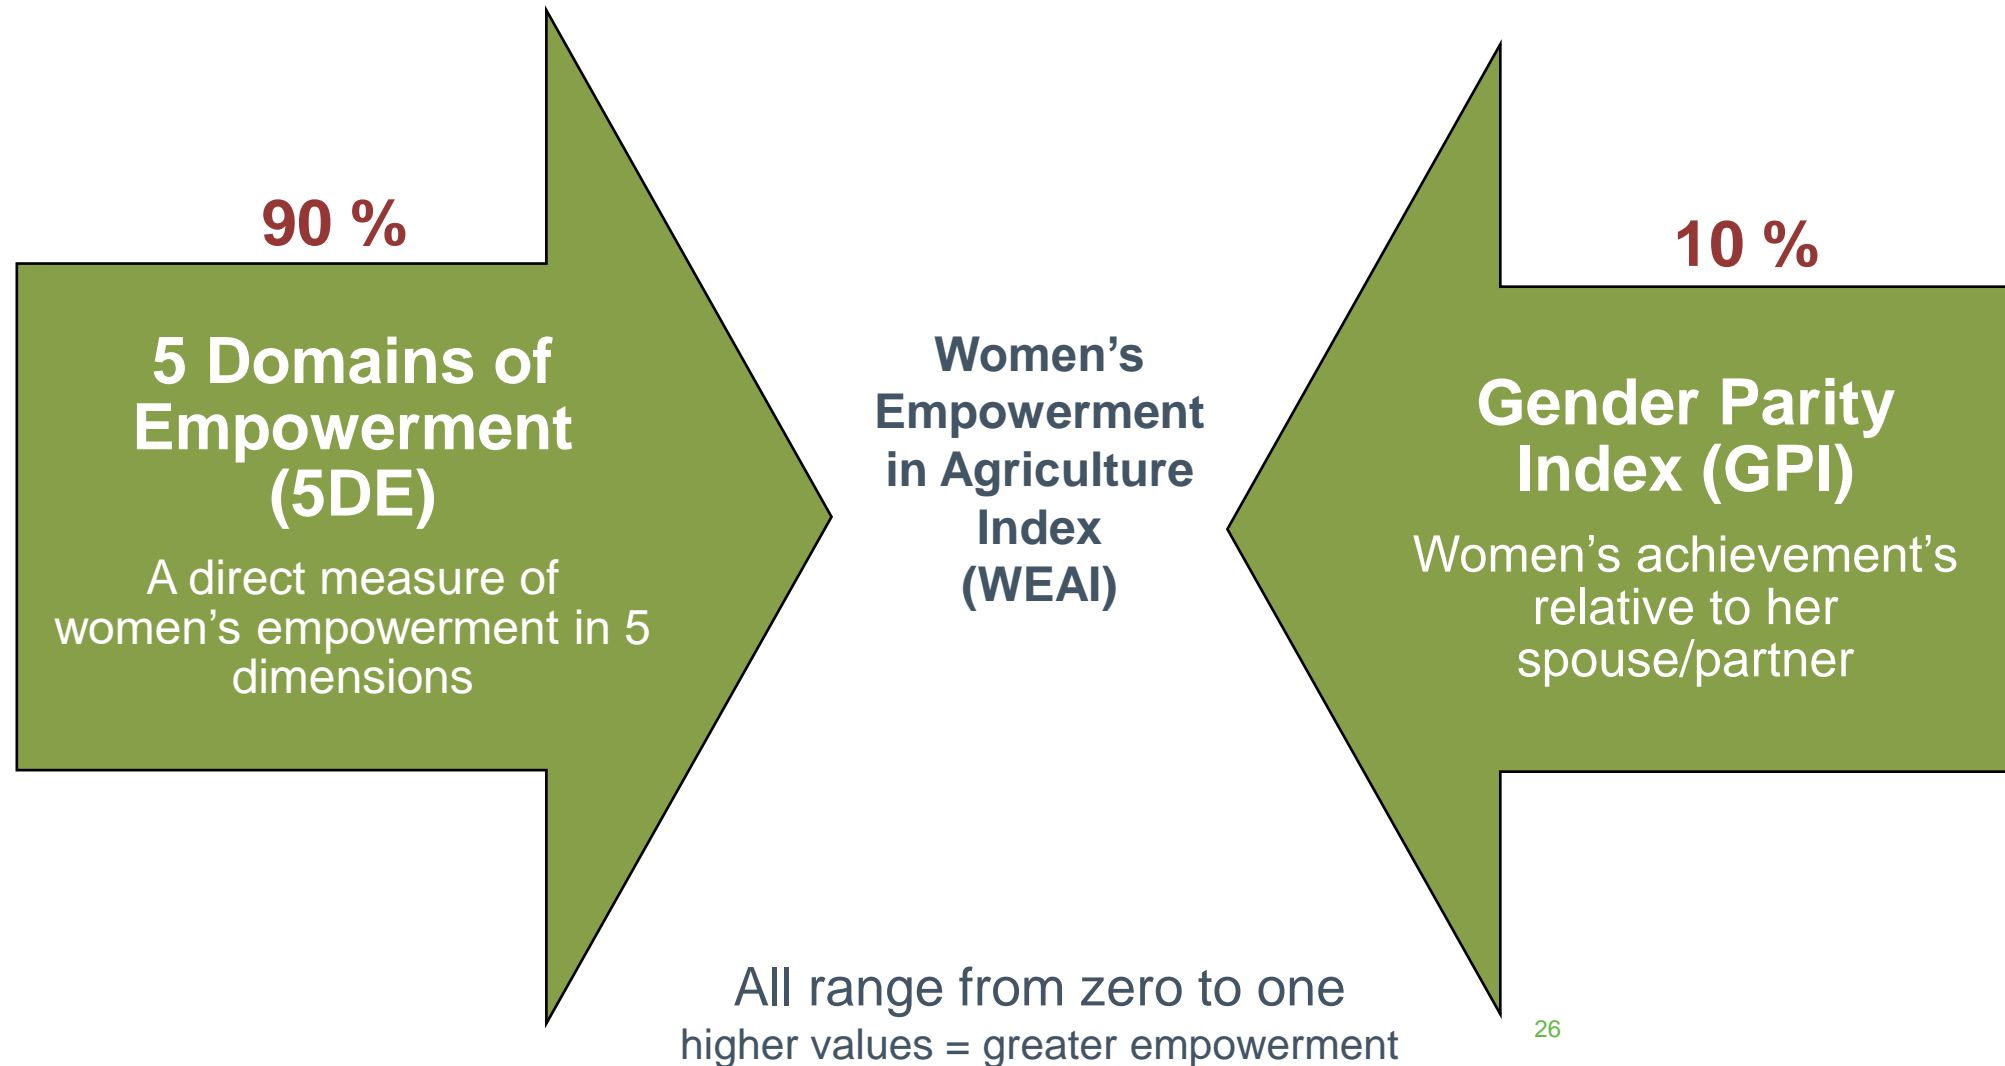 90 %
5 Domains of
Empowerment
(5DE)
A direct measure of
women’s empowerment in 5
dimensions
Women’s
Empowerment
in Agriculture
Index
(WEAI)
10 %
Gender Parity
Index (GPI)
Women’s achievement’s
relative to her
spouse/partner
All range from zero to one
higher values = greater empowerment
26